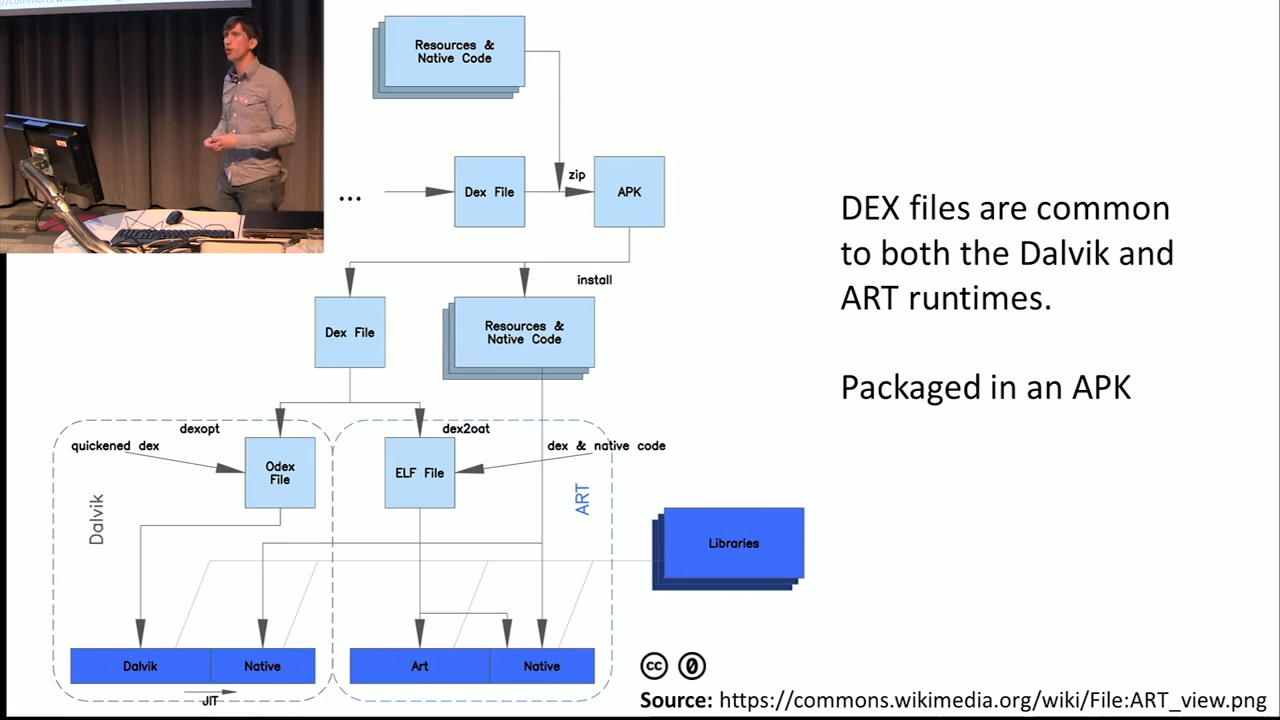 Resources &
Native Code
zip
...
Dex File
APK
install
Dex File
Resources &
Native Code
DEX files are common
to both the Dalvik and
ART runtimes.
Packaged in an APK
dexopt
quickened dex
Odex
File
Dalvik
dex2oat
dex & native code
ELF File
ART
Libraries
Dalvik
Native
JIT
Art
Native
cc 0
Source: https://commons.wikimedia.org/wiki/File:ART_view.png